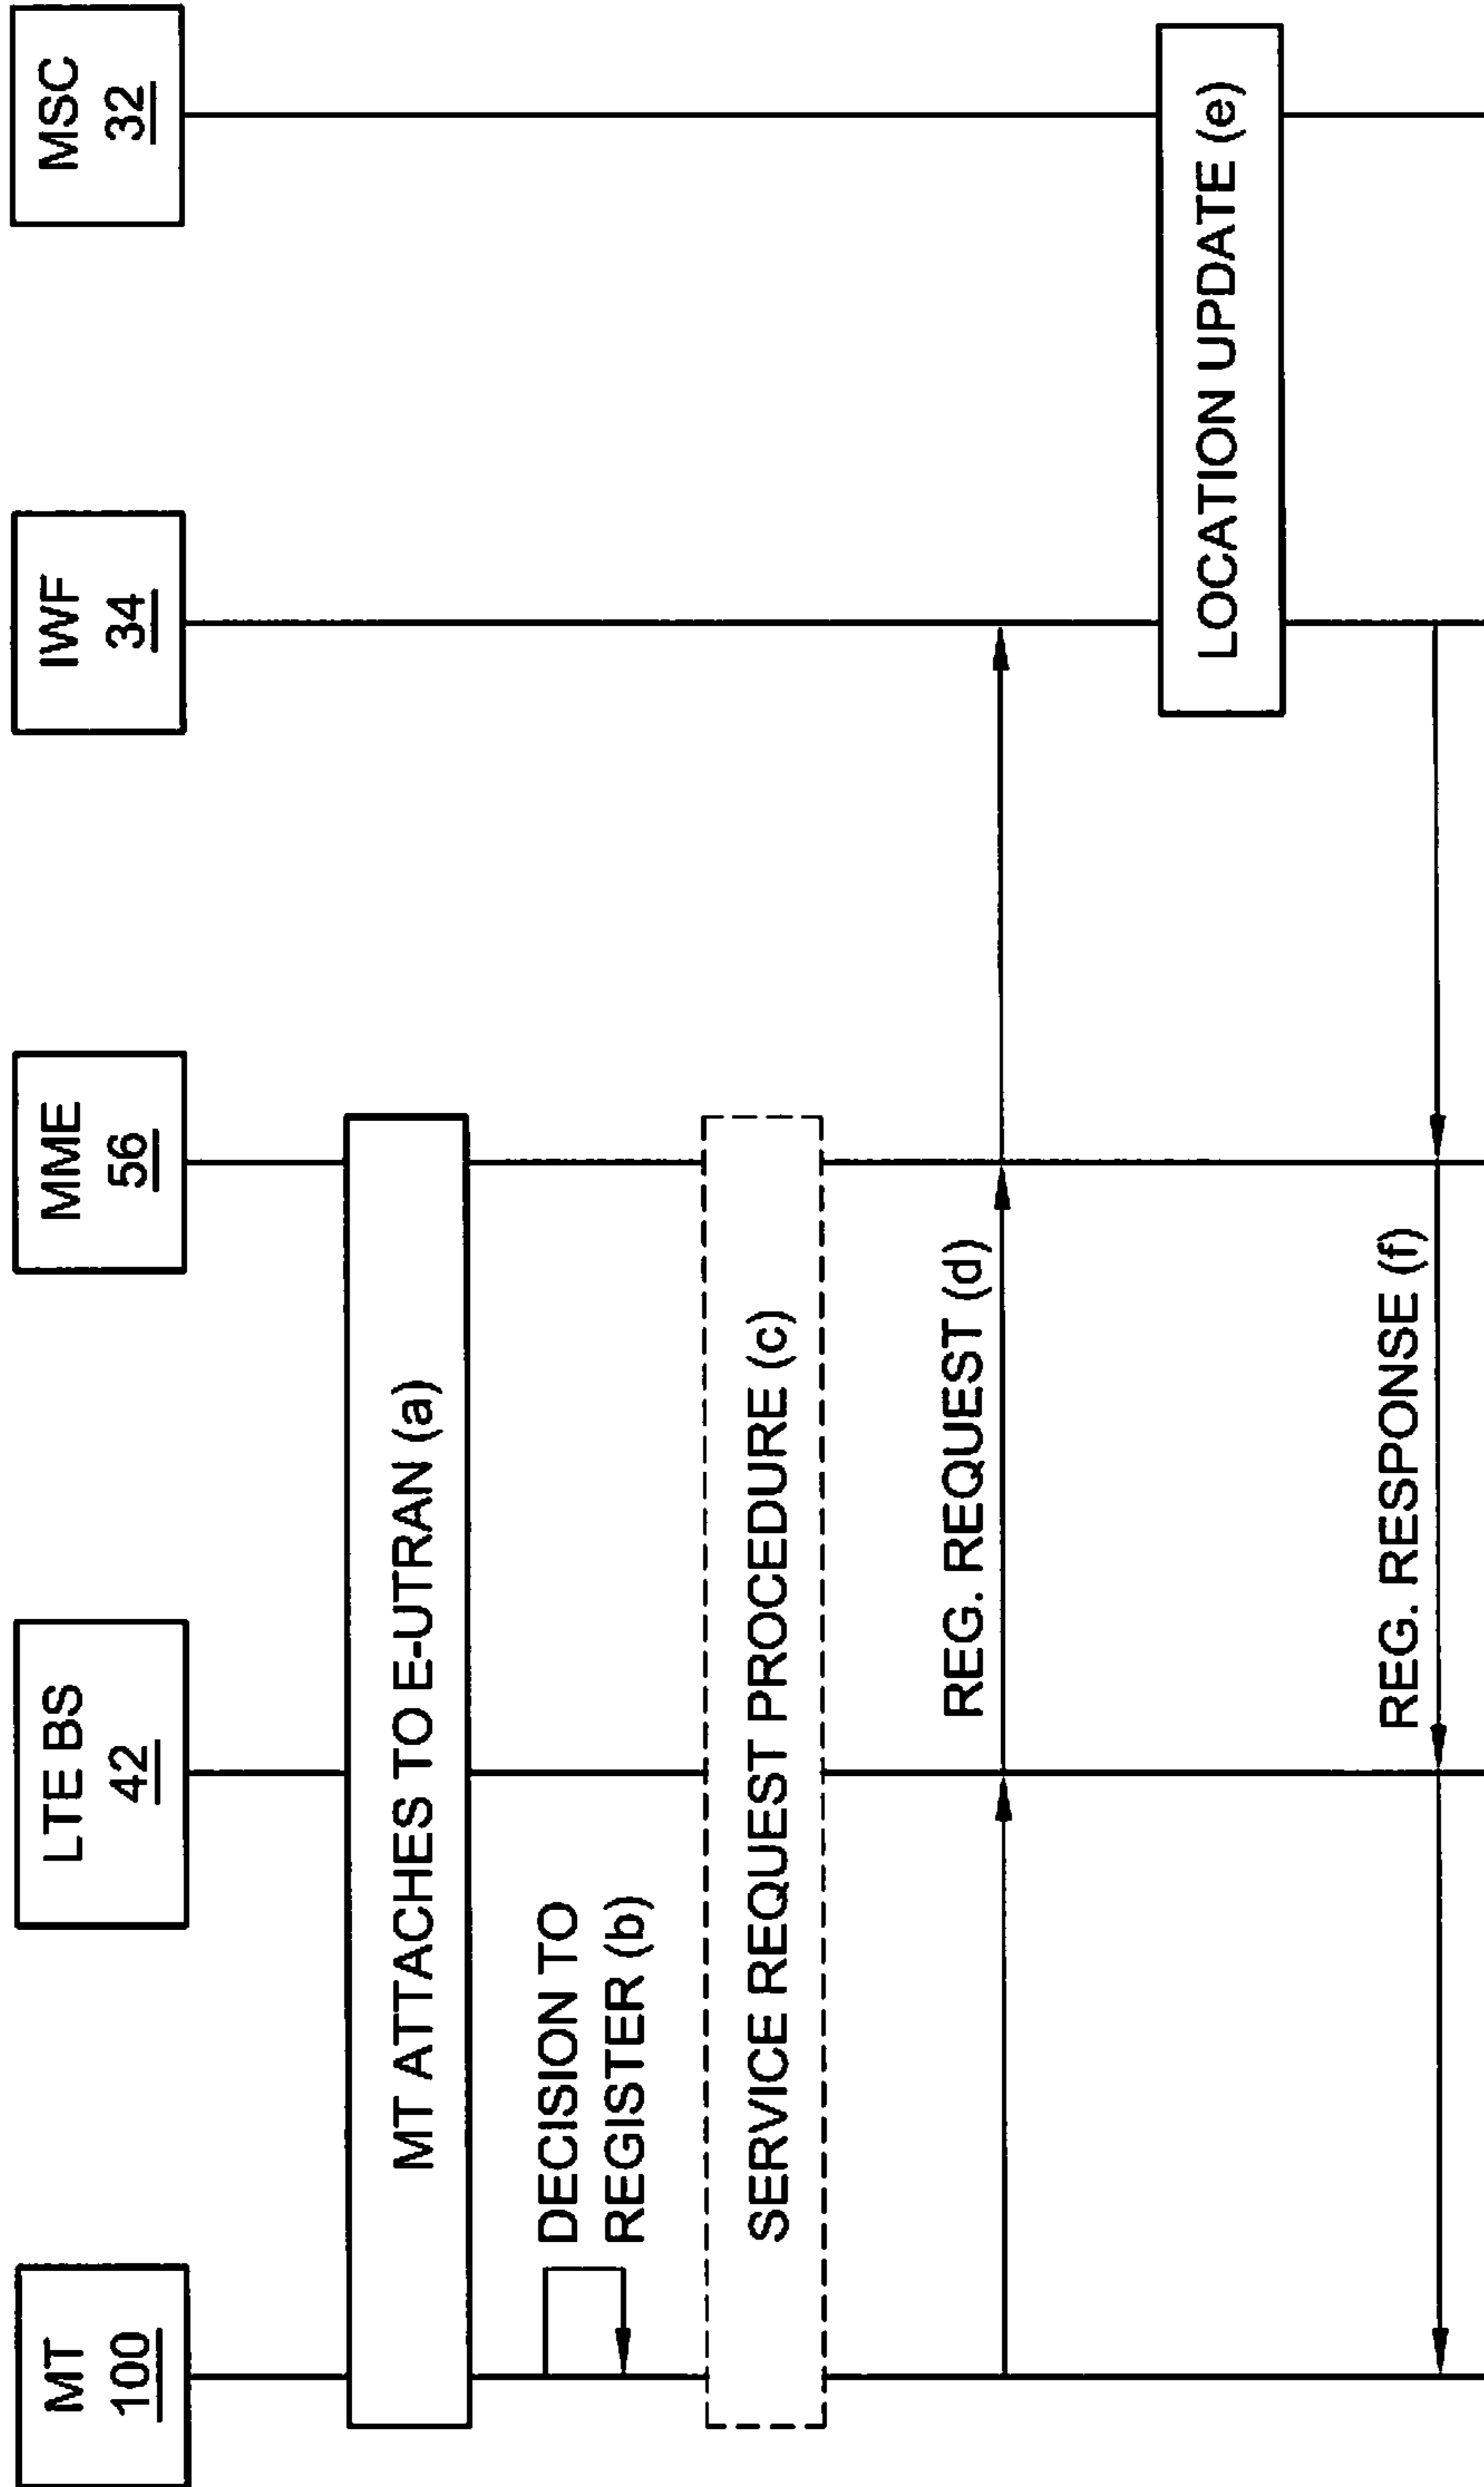 MT
100
LTE BS
42
MME
56
IWF
34
MSC
32
MT ATTACHES TO E-UTRAN (a)
DECISION TO
REGISTER (b)
SERVICE REQUEST PROCEDURE (c)
REG. REQUEST (d)
LOCATION UPDATE (e)
REG. RESPONSE (f)